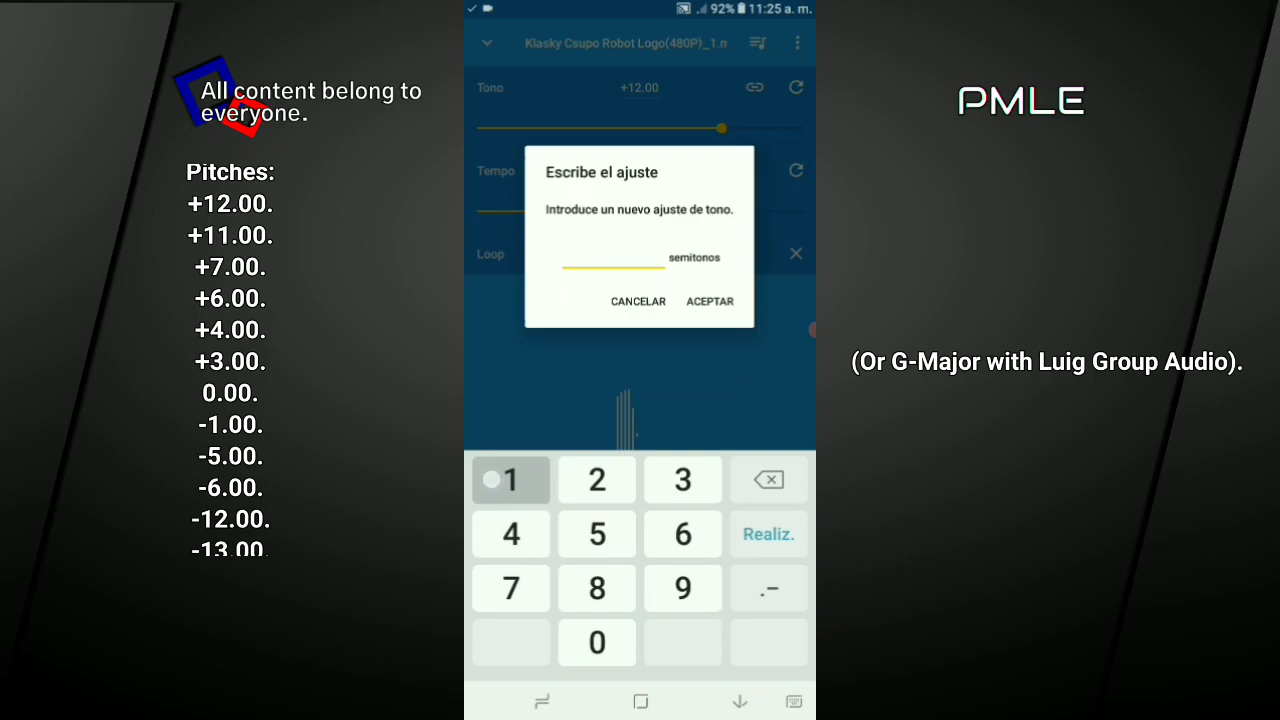 All content belong to
everyone.
Pitches:
+12.00.
+11.00.
+7.00.
+6.00.
+4.00.
+3.00.
0.00.
-1.00.
-5.00.
-6.00.
-12.00.
-13.00.
92% 11:25 a. m.
Klasky Csupo Robot Logo(480P)_1.m
Tono +12.00
Tempo
Loop
Escribe el ajuste
Introduce un nuevo ajuste de tono.
semitonos
CANCELAR ACEPTAR
1 2 3
4 5 6 Realiz.
7 8 9 .–
0
PMLE
(Or G-Major with Luig Group Audio).